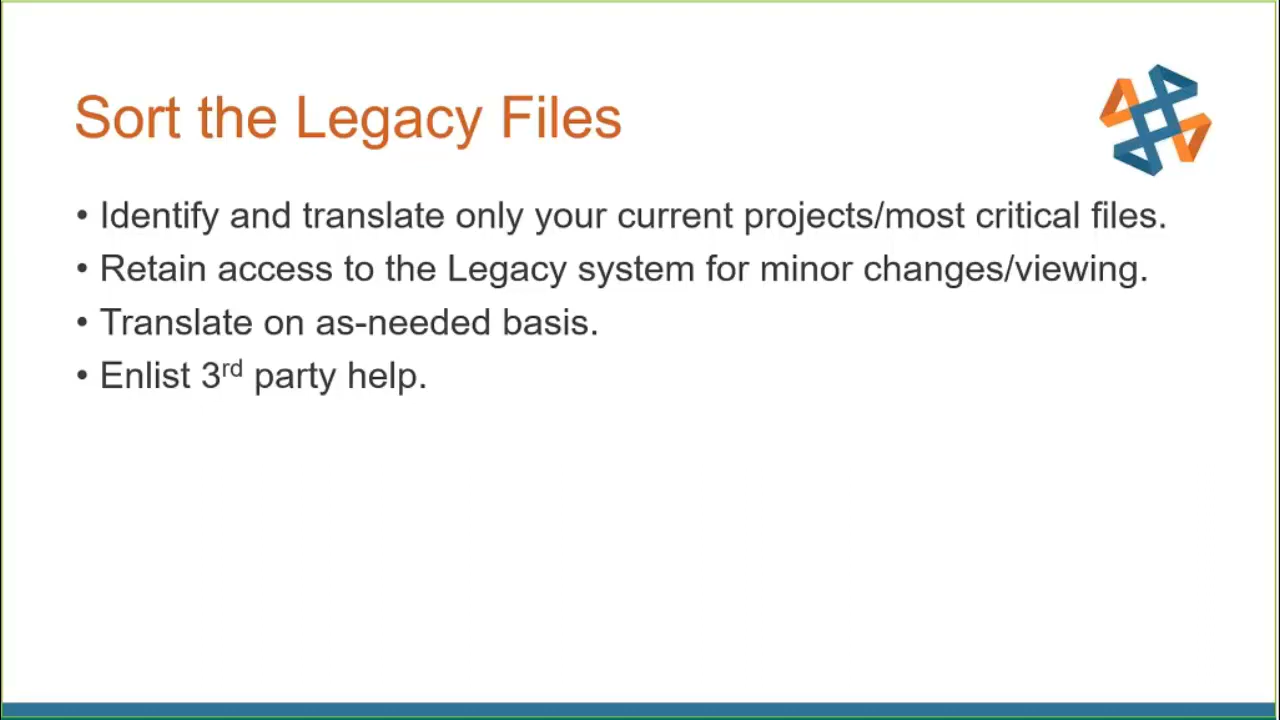 Sort the Legacy Files
• Identify and translate only your current projects/most critical files.
• Retain access to the Legacy system for minor changes/viewing.
• Translate on as-needed basis.
• Enlist 3rd party help.